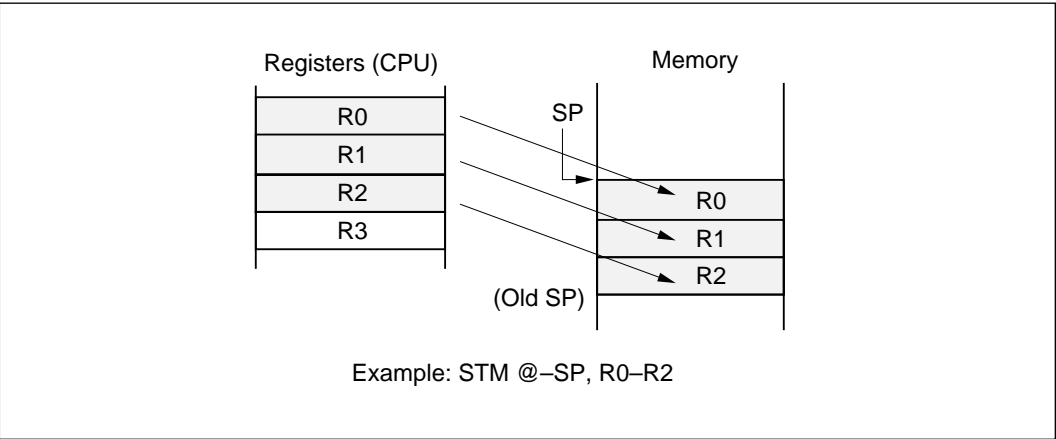 Registers (CPU)
Memory
R0
R1
R2
R3
SP
R0
R1
R2
(Old SP)
Example: STM @–SP, R0–R2